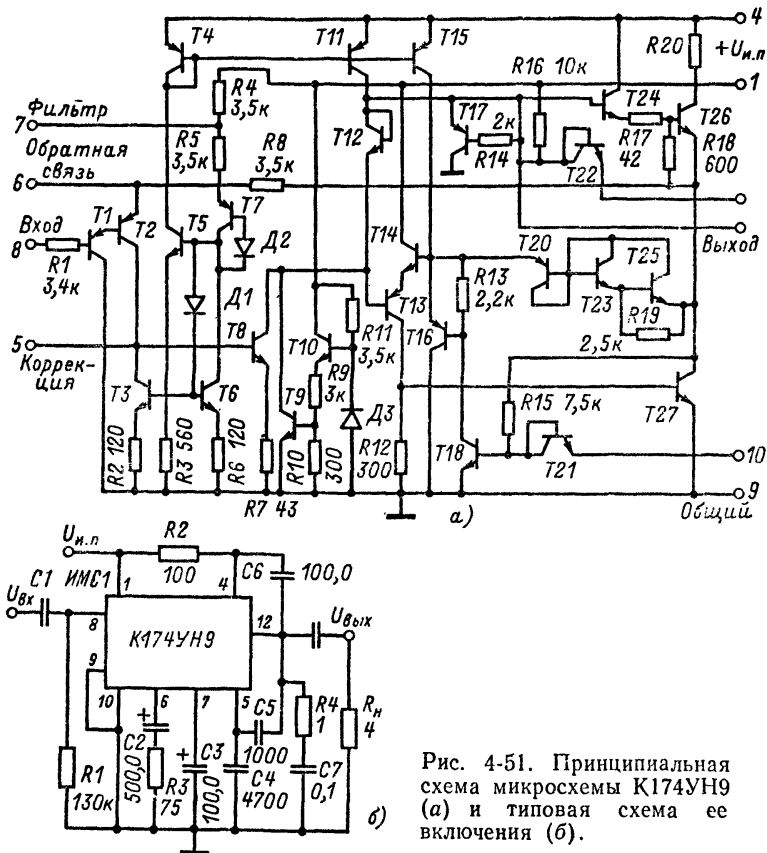 T4
T11
T15
4
R20
+Uи.п
R16 10к
1
R4
3,5к
T17
T24
T26
Фильтр
7
T12
2к
R14
R17
42
R18
600
R5
3,5к
R8
3,5к
T22
Обратная
связь
6
T1
T2
T5
T7
Вход
8
R1
3,4к
Д2
T14
T20
T25
Выход
Д1
T13
R13
2,2к
T23
R19
2,5к
T8
T10
R11
3,5к
T16
5
Коррек-
ция
T3
T6
T9
R9
3к
Д3
R15 7,5к
T27
R2 120
R3 560
R6 120
R10
300
R12
300
T18
T21
10
R7 43
9
Общий
а)
Uи.п
R2
100
C6
100,0
C1 ИМС1
1
4
Uвх
8
К174УН9
12
Uвых
9
10
6
7
5
C5
1000
R4
1
Rн
4
R1
130к
C2
500,0
R3
75
C3
100,0
C4
4700
C7
0,1
б)
Рис. 4-51. Принципиальная
схема микросхемы К174УН9
(а) и типовая схема ее
включения (б).